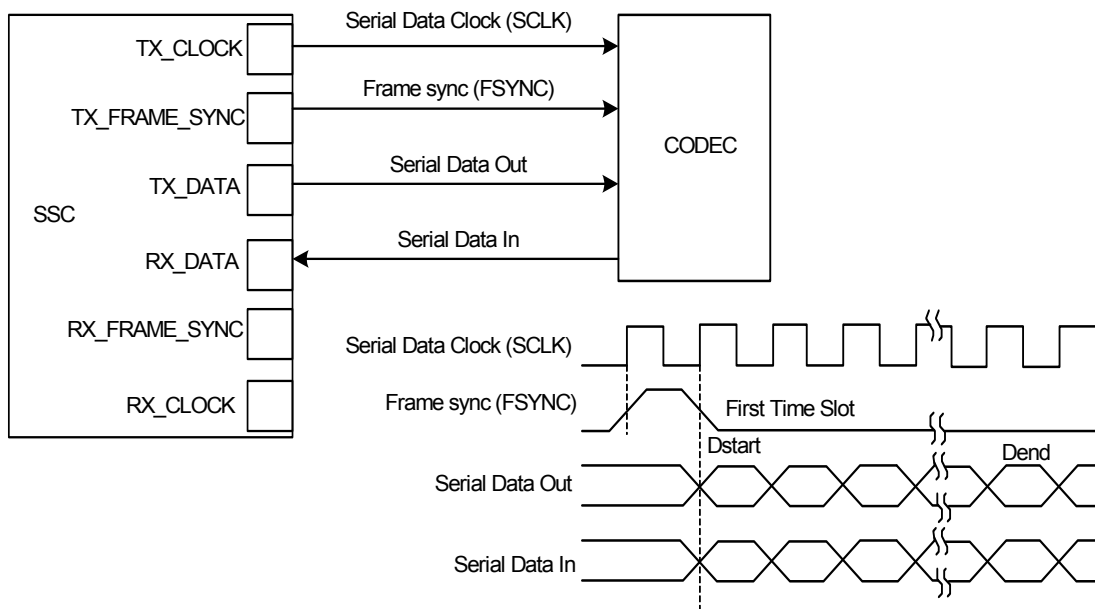 Serial Data Clock (SCLK)
TX_CLOCK
Frame sync (FSYNC)
TX_FRAME_SYNC
CODEC
Serial Data Out
TX_DATA
SSC
Serial Data In
RX_DATA
RX_FRAME_SYNC
Serial Data Clock (SCLK)
RX_CLOCK
Frame sync (FSYNC)
First Time Slot
Dstart
Dend
Serial Data Out
Serial Data In